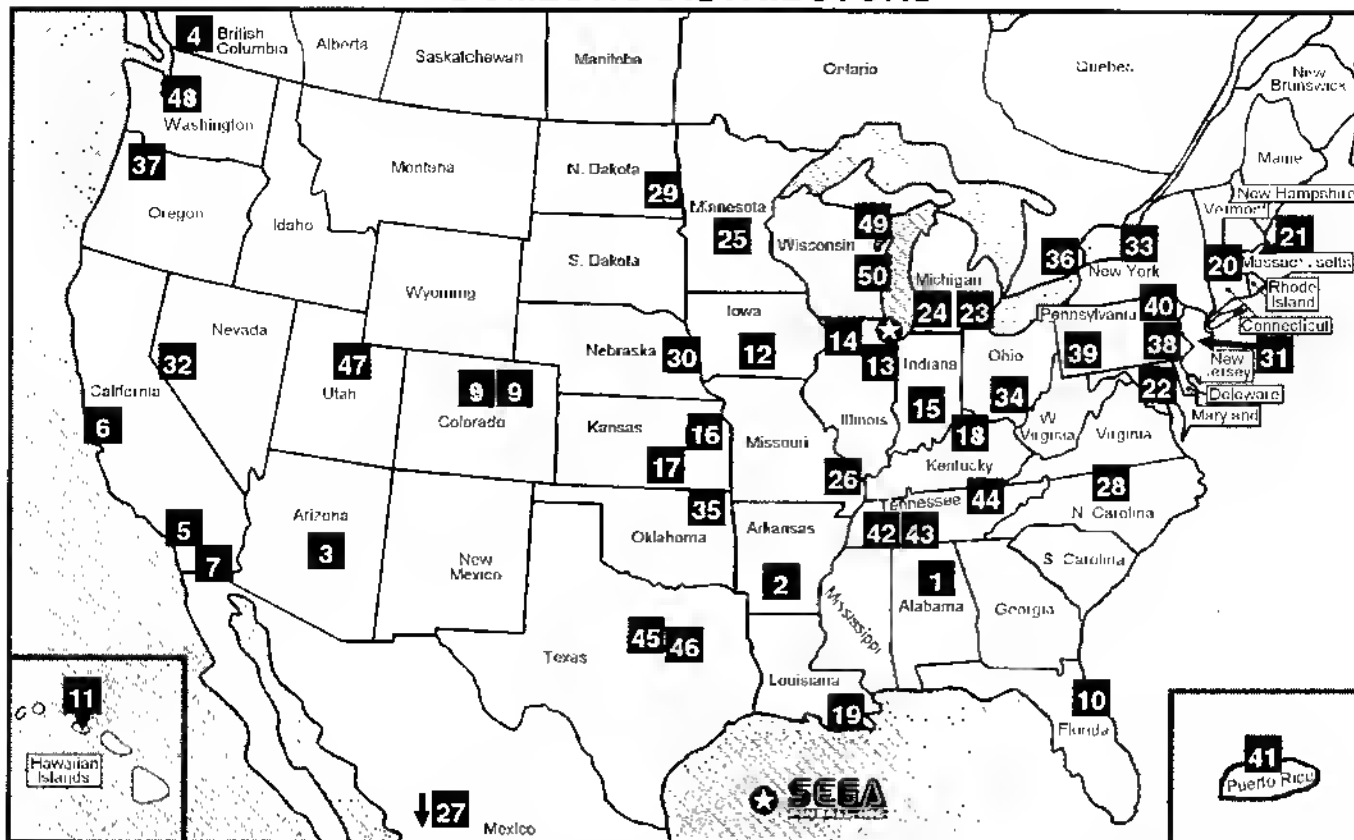 4
British
Columbia
Alberta
Saskatchewan
Manitoba
Ontario
Quebec
New
Brunswick
48
Washington
37
Oregon
Idaho
Montana
N. Dakota
29
Minnesota
25
Wisconsin
49
50
Michigan
24
23
36
33
New York
Maine
New Hampshire
Vermont
21
20
Massachusetts
Rhode
Island
Connecticut
S. Dakota
Wyoming
Nevada
32
California
6
Utah
47
9
9
Colorado
Nebraska
30
Iowa
12
14
13
Illinois
Indiana
15
Ohio
34
Pennsylvania
40
39
38
31
New
Jersey
22
Deleware
Maryland
W.
Virginia
Virginia
Kansas
16
17
Missouri
26
18
Kentucky
Tennessee
44
42
43
28
N. Carolina
S. Carolina
5
7
Arizona
3
New
Mexico
Oklahoma
35
Arkansas
2
Mississippi
1
Alabama
Georgia
Texas
45
46
Louisiana
19
10
Florida
11
Hawaiian
Islands
27
Mexico
SEGA
PINBALL, INC.
41
Puerto Rico